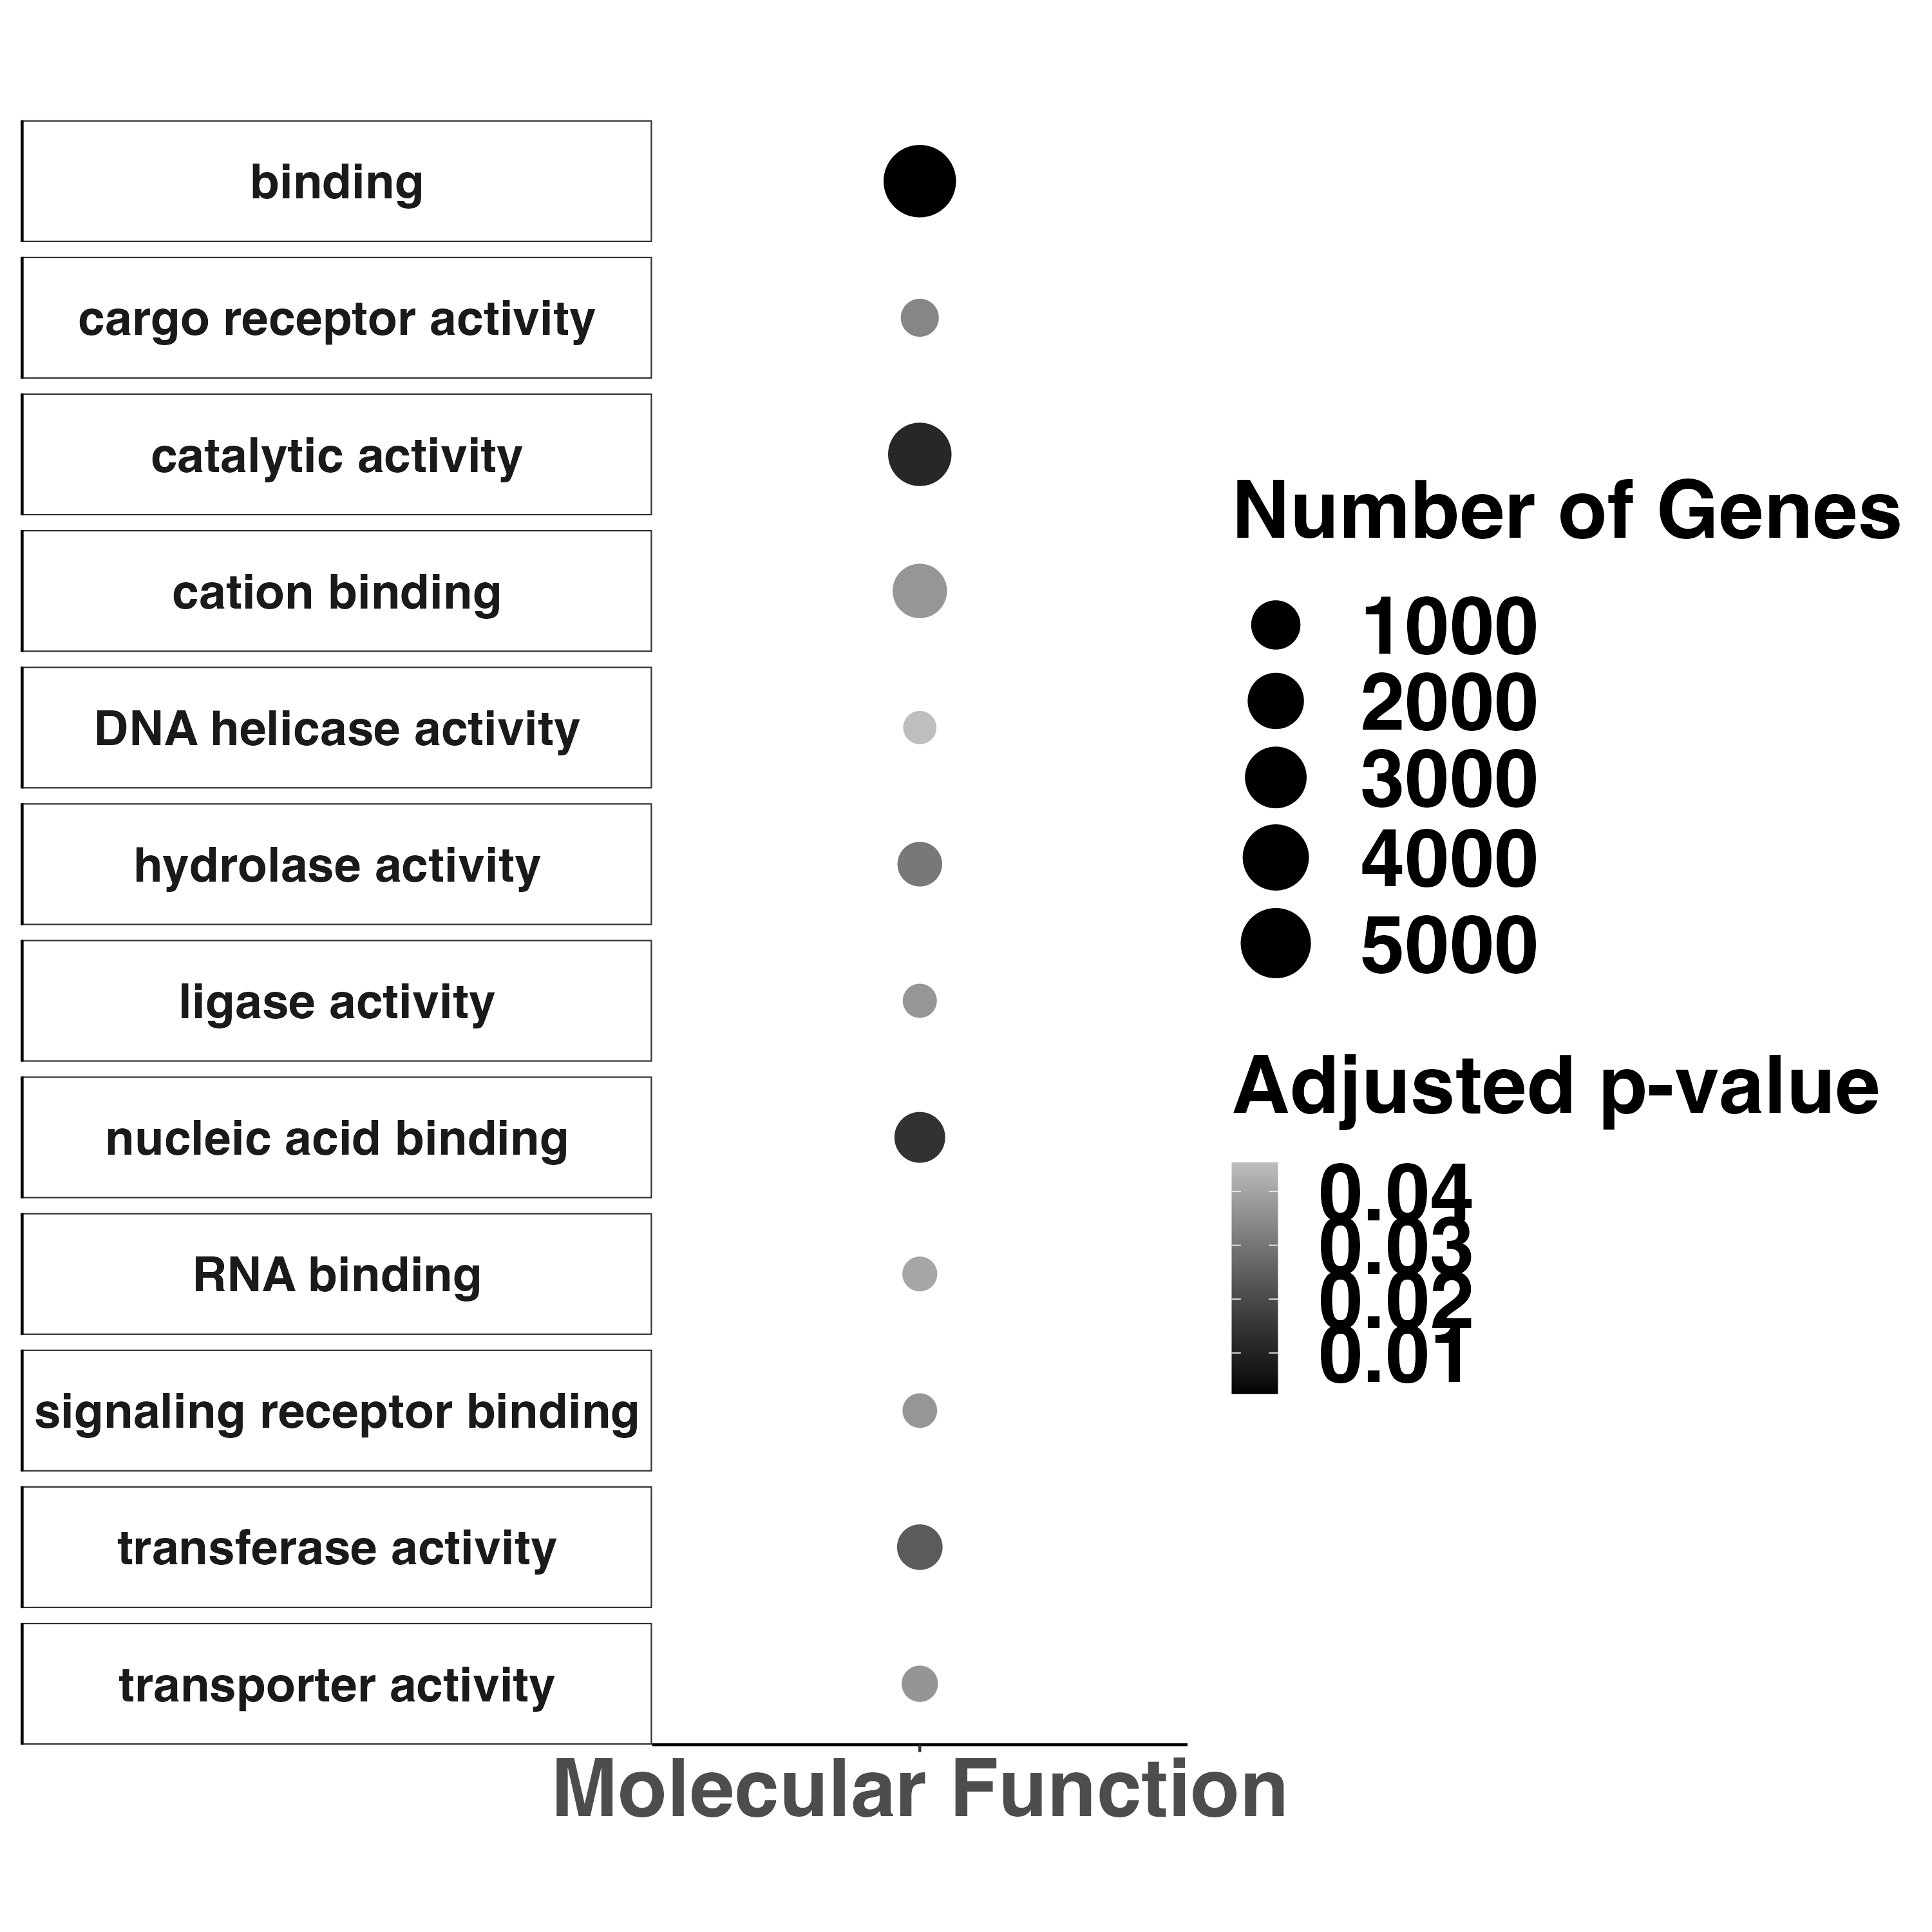 binding
cargo receptor activity
catalytic activity
cation binding
DNA helicase activity
hydrolase activity
ligase activity
nucleic acid binding
RNA binding
signaling receptor binding
transferase activity
transporter activity
Molecular Function
Number of Genes
1000
2000
3000
4000
5000
Adjusted p-value
0.04
0.03
0.02
0.01